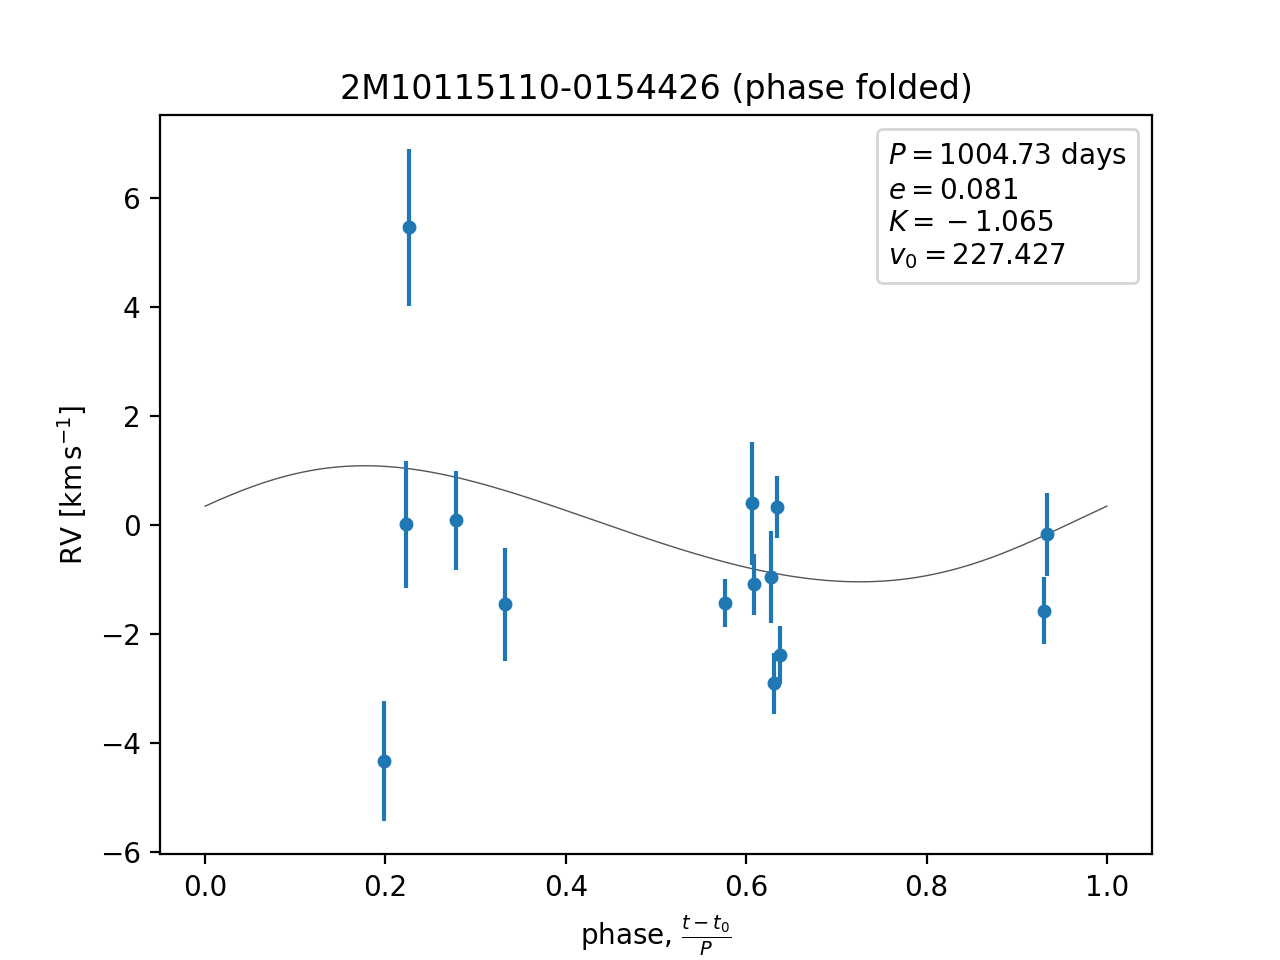 2M10115110-0154426 (phase folded)
P = 1004.73 days
e = 0.081
K = −1.065
v₀ = 227.427
6
4
2
0
−2
−4
−6
RV [km s⁻¹]
0.0 0.2 0.4 0.6 0.8 1.0
phase, (t − t₀)/P